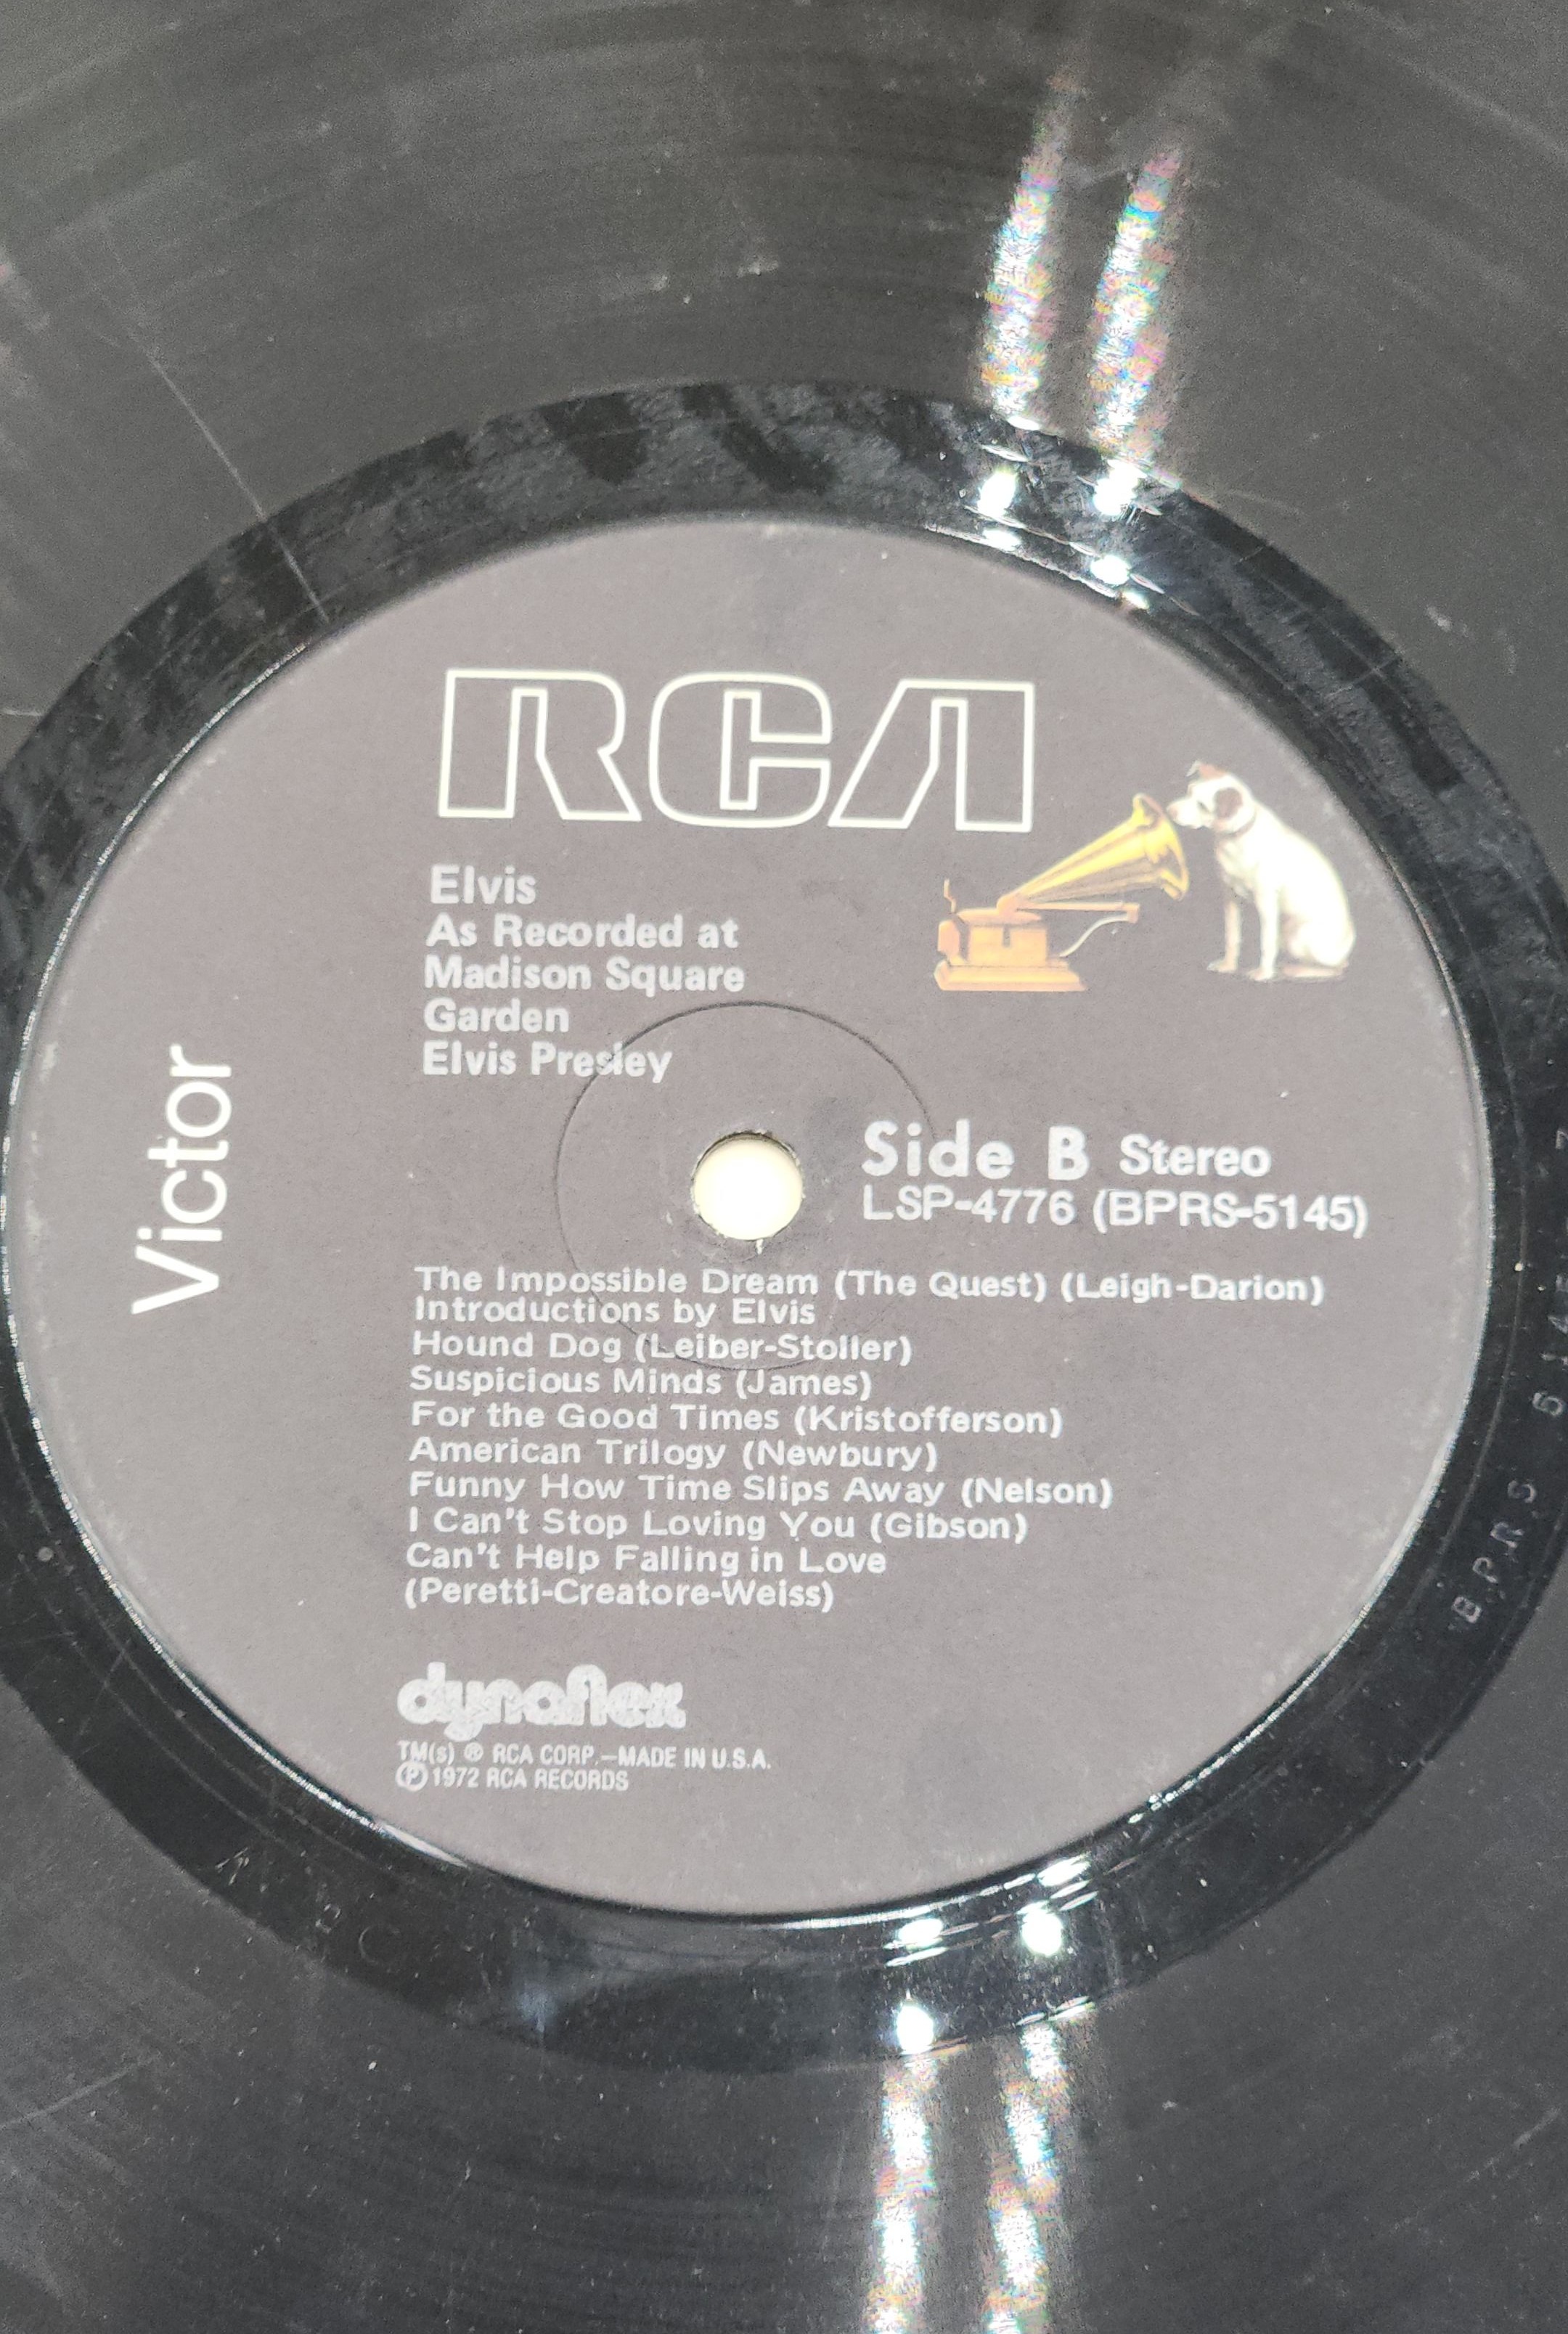 RCA
Elvis
As Recorded at
Madison Square
Garden
Elvis Presley
Victor
Side B Stereo
LSP-4776 (BPRS-5145)
The Impossible Dream (The Quest) (Leigh-Darion)
Introductions by Elvis
Hound Dog (Leiber-Stoller)
Suspicious Minds (James)
For the Good Times (Kristofferson)
American Trilogy (Newbury)
Funny How Time Slips Away (Nelson)
I Can't Stop Loving You (Gibson)
Can't Help Falling in Love
(Peretti-Creatore-Weiss)
dynaflex
TM(s) ® RCA CORP.—MADE IN U.S.A.
Ⓟ 1972 RCA RECORDS
B.P.R.S